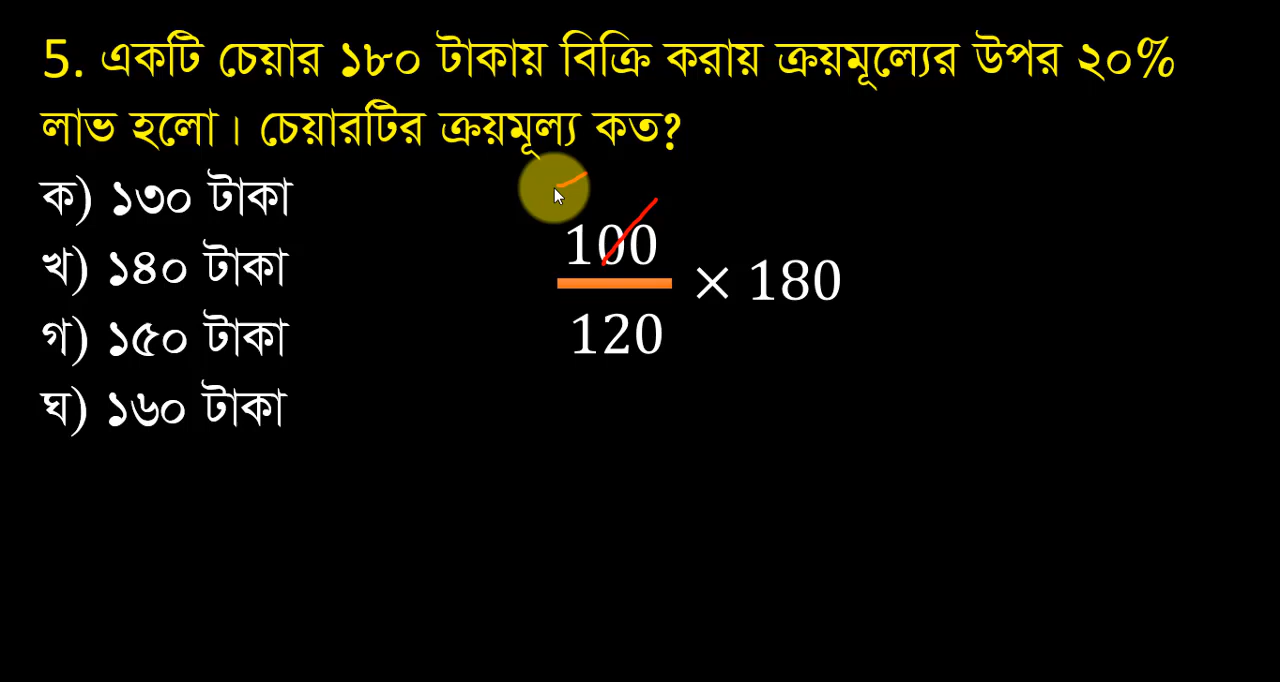 5. একটি চেয়ার ১৮০ টাকায় বিক্রি করায় ক্রয়মূল্যের উপর ২০%
লাভ হলো। চেয়ারটির ক্রয়মূল্য কত?
ক) ১৩০ টাকা
খ) ১৪০ টাকা
গ) ১৫০ টাকা
ঘ) ১৬০ টাকা
100
× 180
120